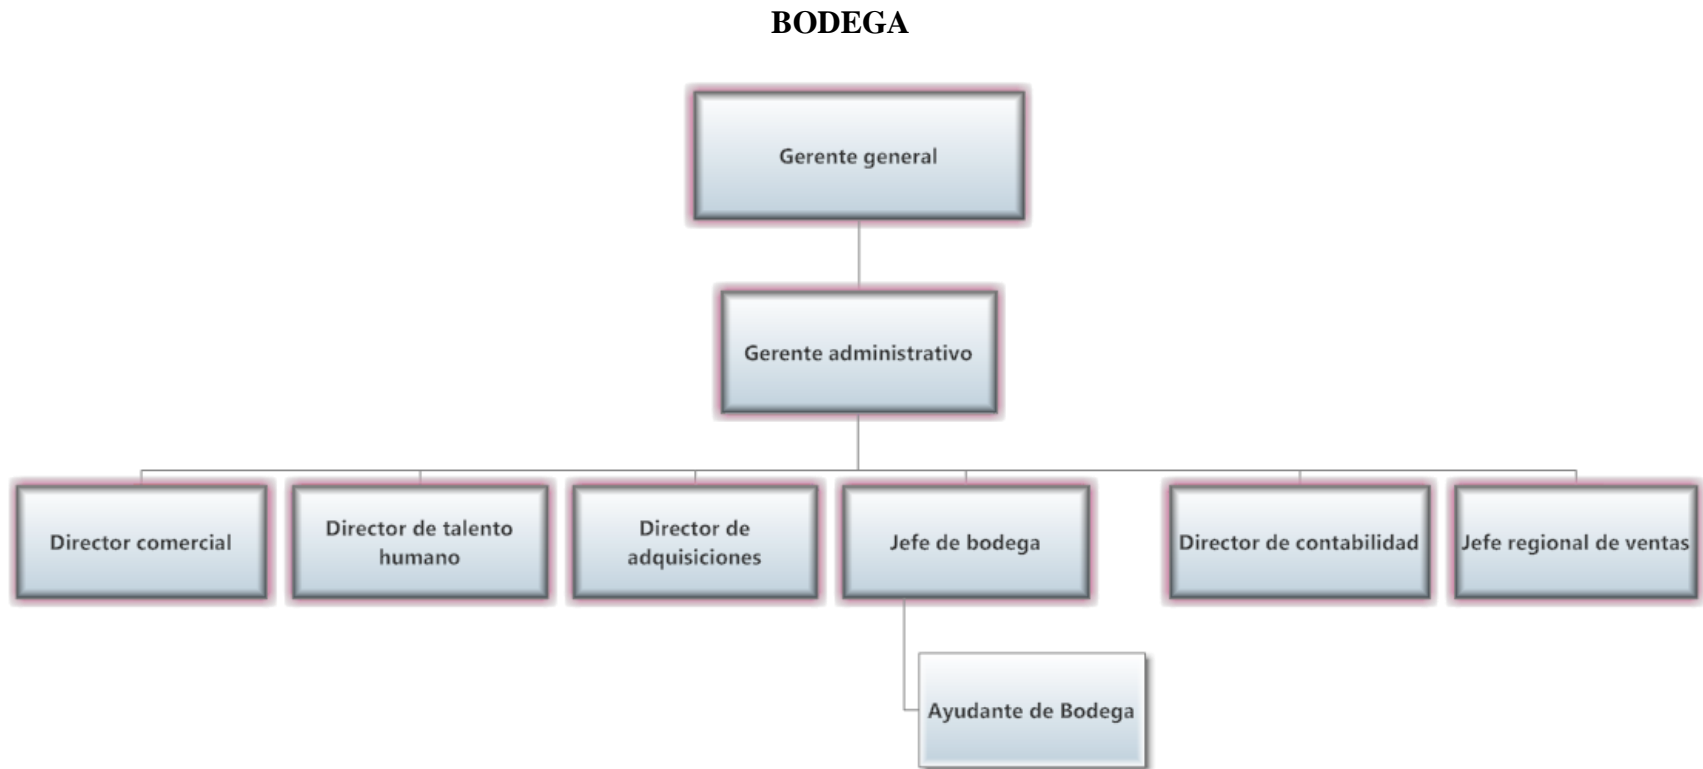 BODEGA
Gerente general
Gerente administrativo
Director comercial
Director de talento
humano
Director de
adquisiciones
Jefe de bodega
Director de contabilidad
Jefe regional de ventas
Ayudante de Bodega